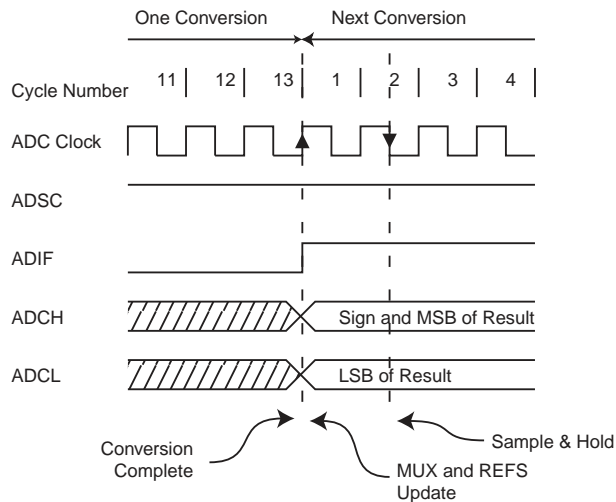 One Conversion Next Conversion
Cycle Number 11 12 13 1 2 3 4
ADC Clock
ADSC
ADIF
ADCH Sign and MSB of Result
ADCL LSB of Result
Conversion
Complete
MUX and REFS
Update
Sample & Hold